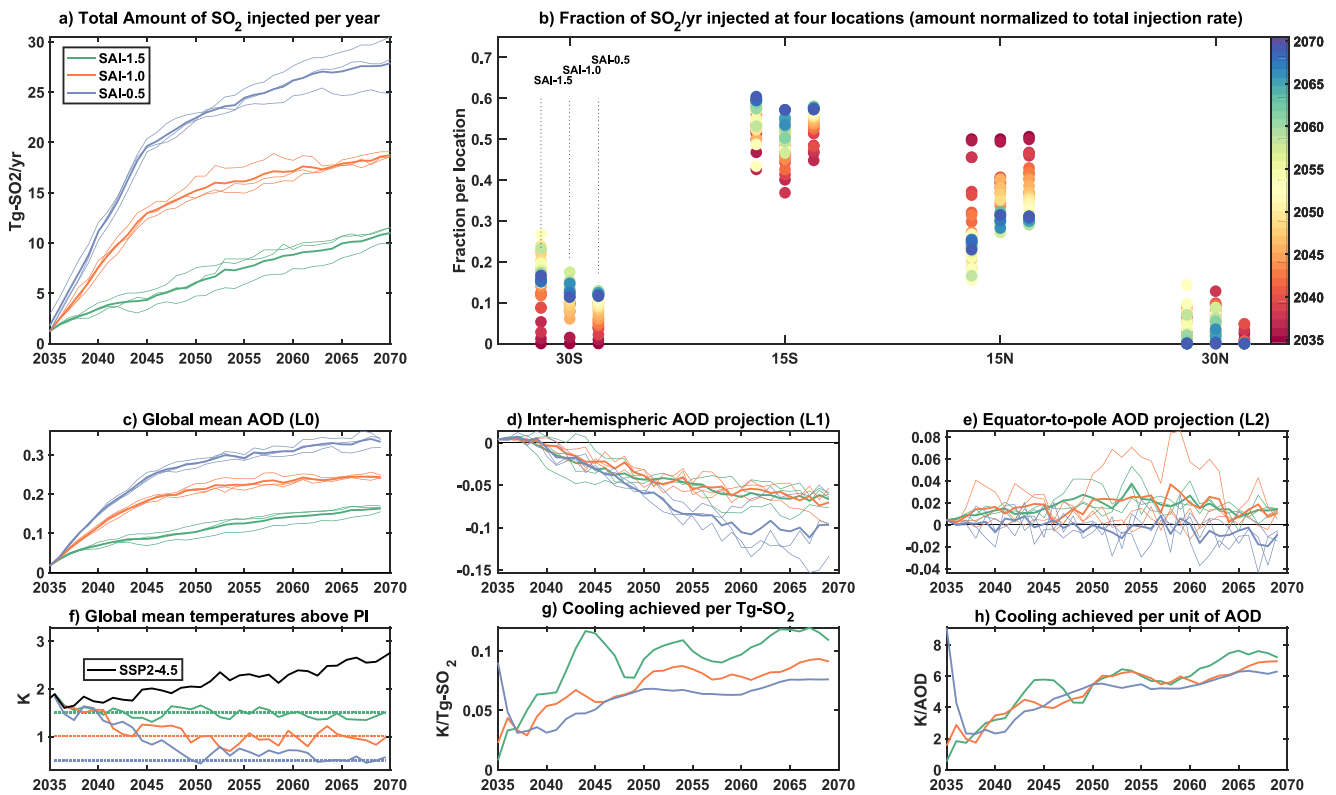 a) Total Amount of SO2 injected per year
b) Fraction of SO2/yr injected at four locations (amount normalized to total injection rate)
30
25
20
15
10
5
0
Tg-SO2/yr
SAI-1.5
SAI-1.0
SAI-0.5
2035 2040 2045 2050 2055 2060 2065 2070
0.7
0.6
0.5
0.4
0.3
0.2
0.1
0
Fraction per location
SAI-0.5
SAI-1.0
SAI-1.5
30S 15SS 15N 30N
2070
2060
2050
2040
2035
c) Global mean AOD (L0)
0.3
0.2
0.1
0
2035 2040 2045 2050 2055 2060 2065 2070
d) Inter-hemispheric AOD projection (L1)
0
-0.05
-0.1
-0.15
2035 2040 2045 2050 2055 2060 2065 2070
e) Equator-to-pole AOD projection (L2)
0.08
0.06
0.04
0.02
0
-0.02
-0.04
2035 2040 2045 2050 2055 2060 2065 2070
f) Global mean temperatures above PI
3
2
1
K
SSP2-4.5
2035 2040 2045 2050 2055 2060 2065 2070
g) Cooling achieved per Tg-SO2
0.1
0.05
0
K/Tg-SO2
2035 2040 2045 2050 2055 2060 2065 2070
h) Cooling achieved per unit of AOD
8
6
4
2
0
K/AOD
2035 2040 2045 2050 2055 2060 2065 2070